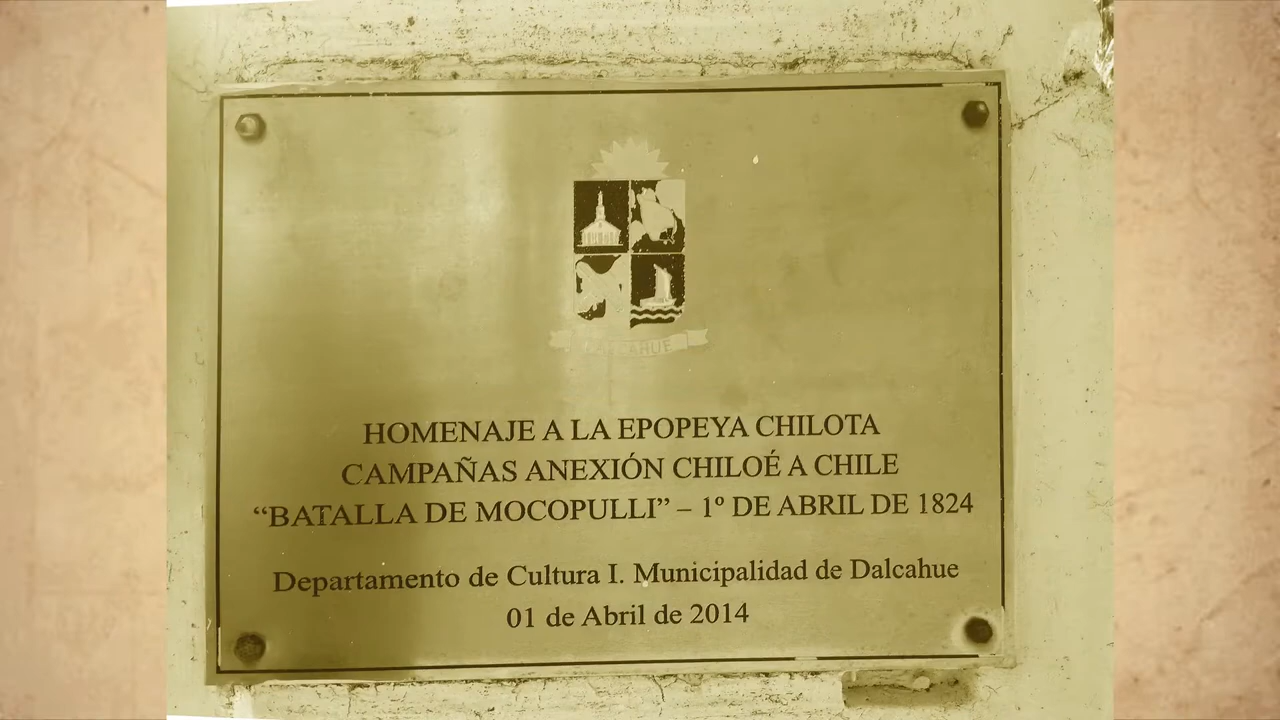 DALCAHUE
HOMENAJE A LA EPOPEYA CHILOTA
CAMPAÑAS ANEXIÓN CHILOÉ A CHILE
“BATALLA DE MOCOPULLI” – 1º DE ABRIL DE 1824
Departamento de Cultura I. Municipalidad de Dalcahue
01 de Abril de 2014